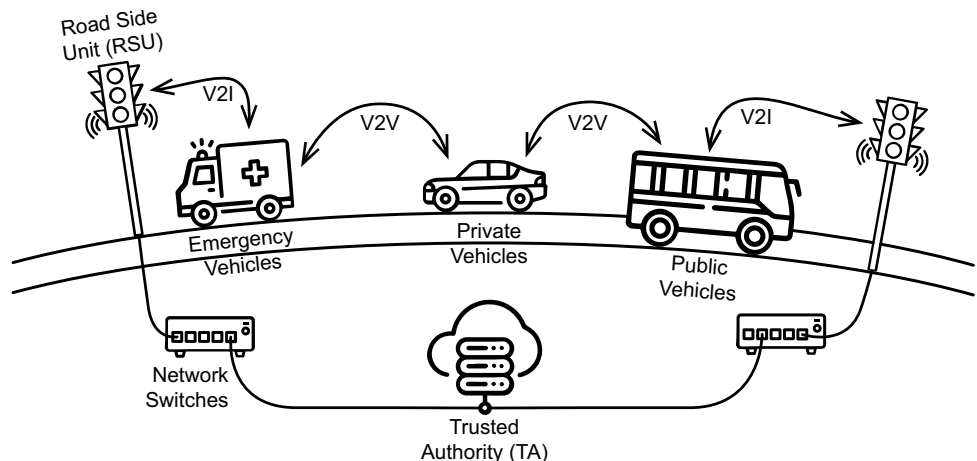 Road Side
Unit (RSU)
V2I
V2V
V2V
V2I
Emergency
Vehicles
Private
Vehicles
Public
Vehicles
Network
Switches
Trusted
Authority (TA)